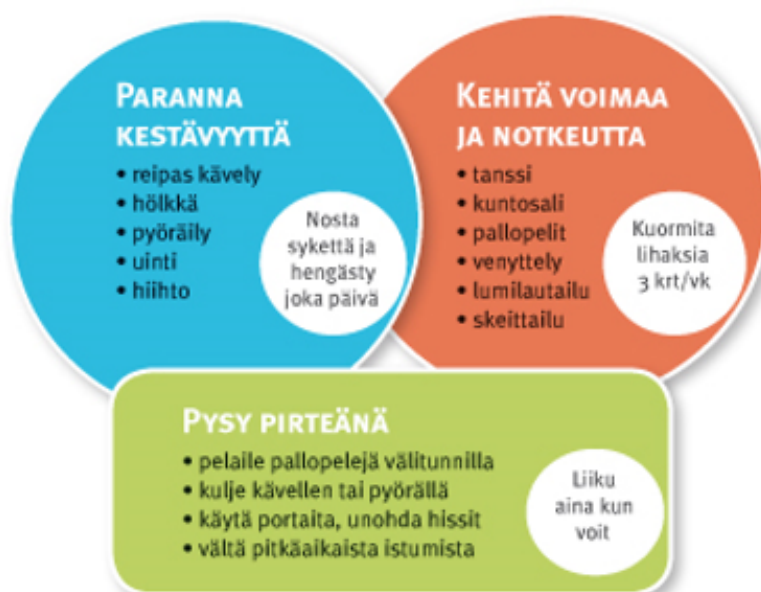 PARANNA
KESTÄVYYTTÄ
• reipas kävely
• hölkkä
• pyöräily
• uinti
• hiihto
Nosta
sykettä ja
hengästy
joka päivä
KEHITÄ VOIMAA
JA NOTKEUTTA
• tanssi
• kuntosali
• pallopelit
• venyttely
• lumilautailu
• skeittailu
Kuormita
lihaksia
3 krt/vk
PYSY PIRTEÄNÄ
• pelaile pallopelejä välitunnilla
• kulje kävellen tai pyörällä
• käytä portaita, unohda hissit
• vältä pitkäaikaista istumista
Liiku
aina kun
voit